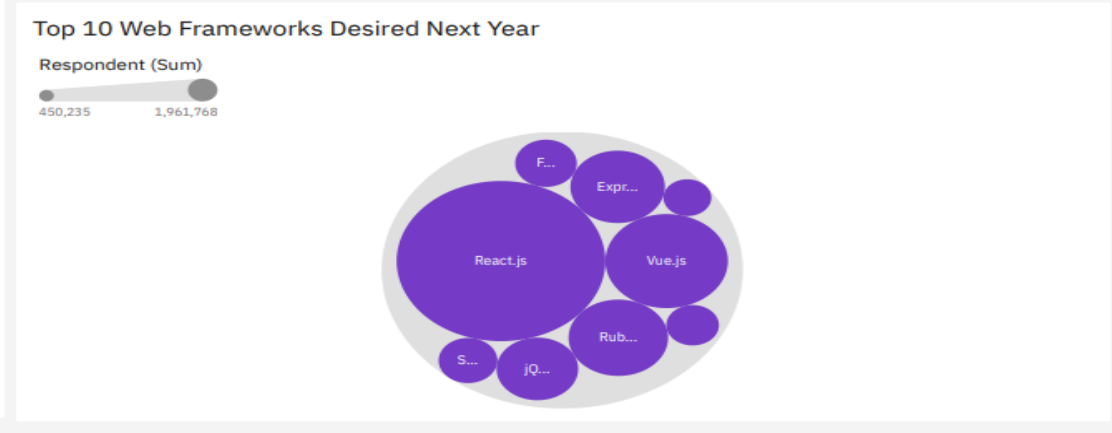 Top 10 Web Frameworks Desired Next Year
Respondent (Sum)
450,235 1,961,768
F...
Expr...
React.js
Vue.js
Rub...
S...
jQ...